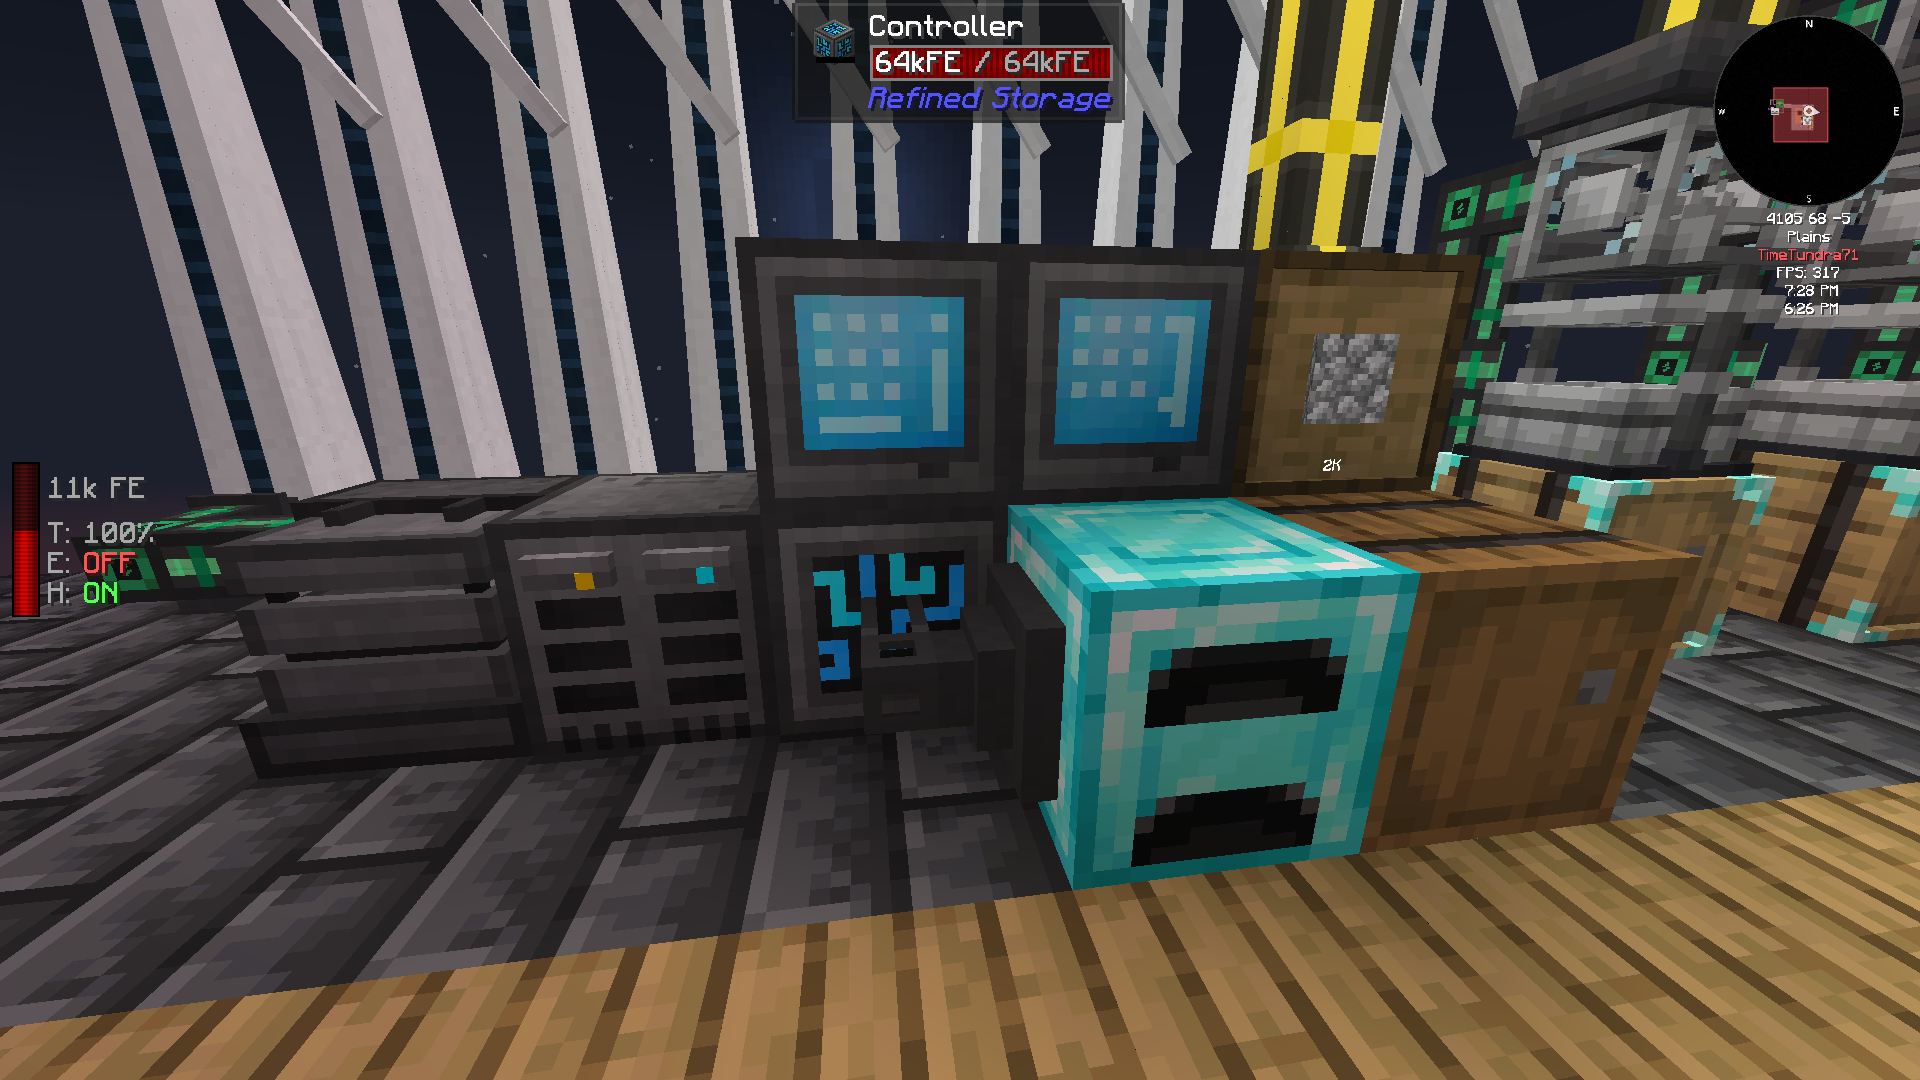 Controller
64kFE / 64kFE
Refined Storage
N
W
E
S
4105 68 -5
Plains
TimeTundra71
FPS: 317
7:28 PM
6:26 PM
2K
11k FE
T: 100%
E: OFF
H: ON